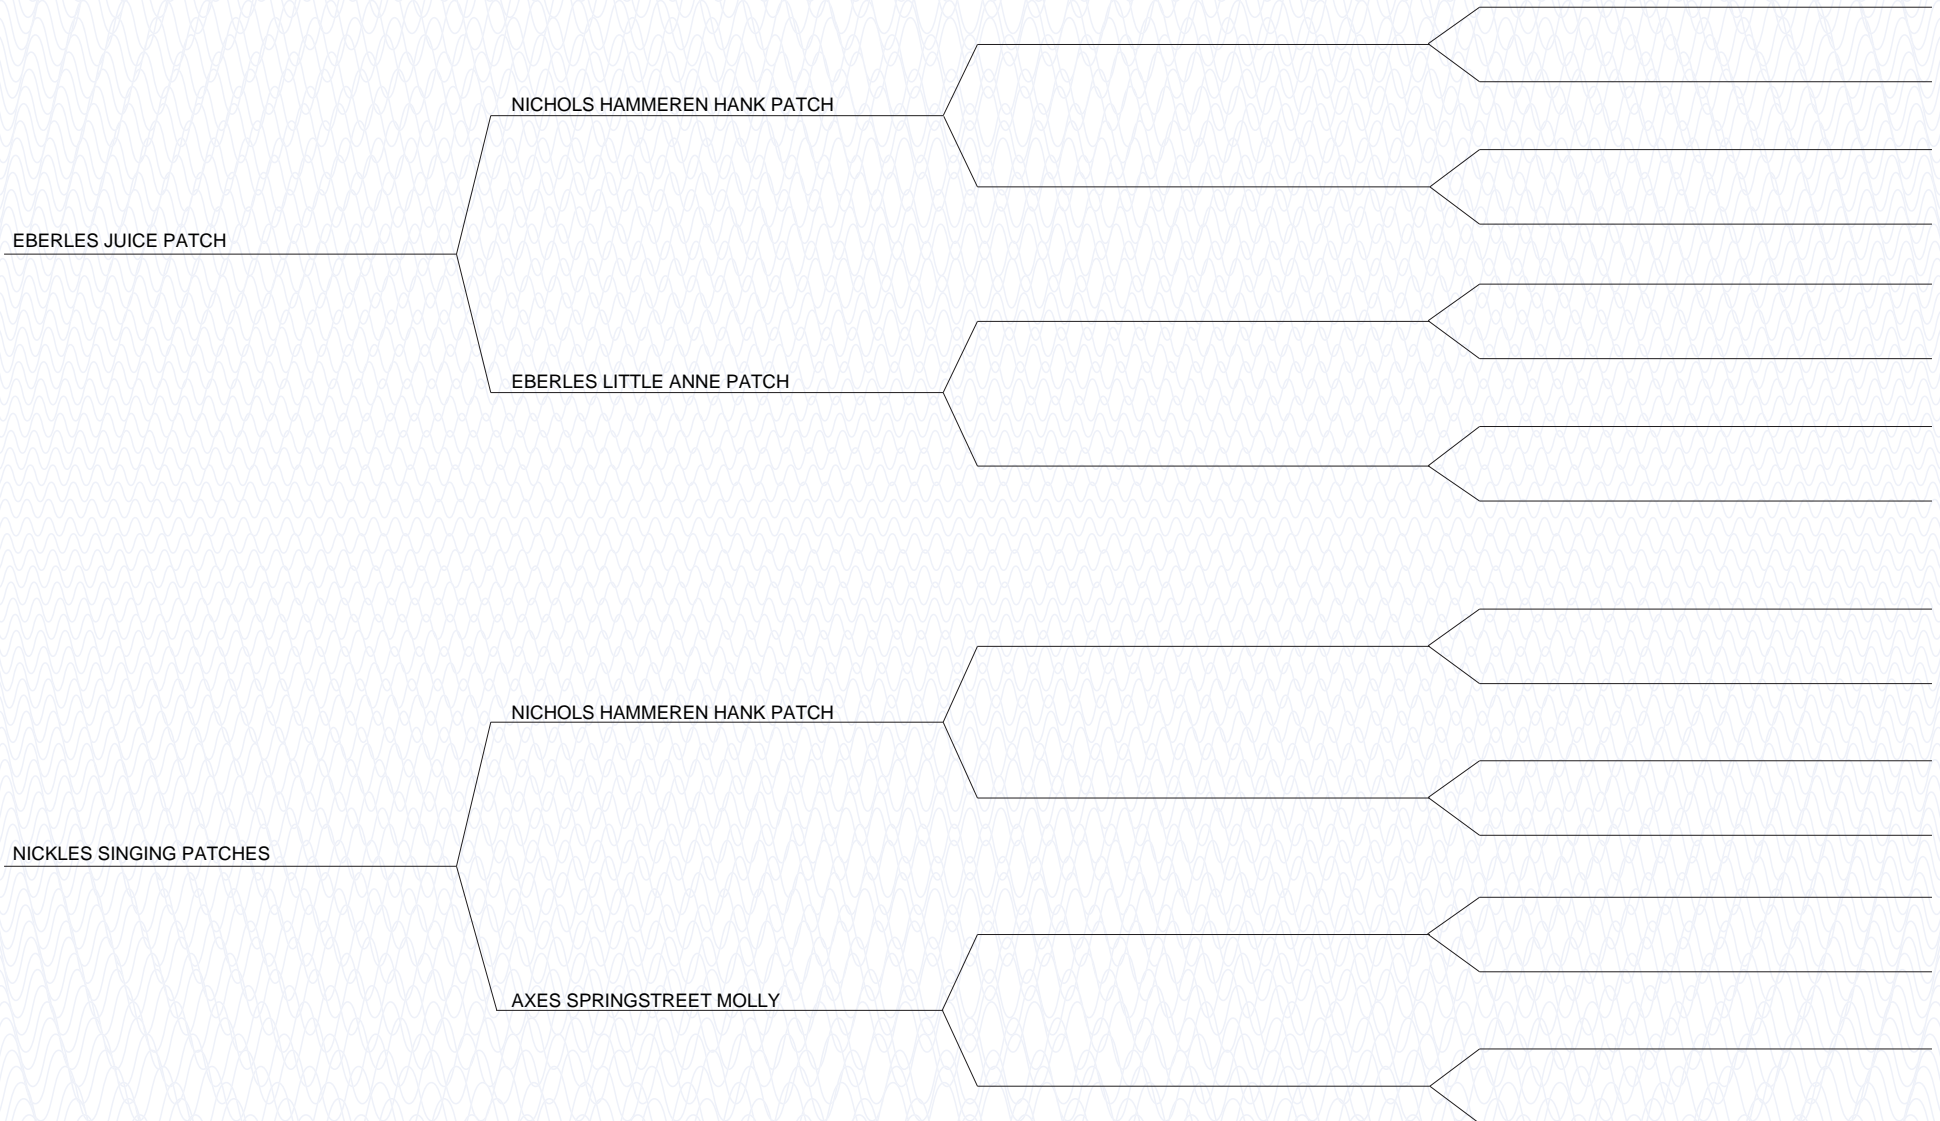 NICHOLS HAMMEREN HANK PATCH
EBERLES JUICE PATCH
EBERLES LITTLE ANNE PATCH
NICHOLS HAMMEREN HANK PATCH
NICKLES SINGING PATCHES
AXES SPRINGSTREET MOLLY